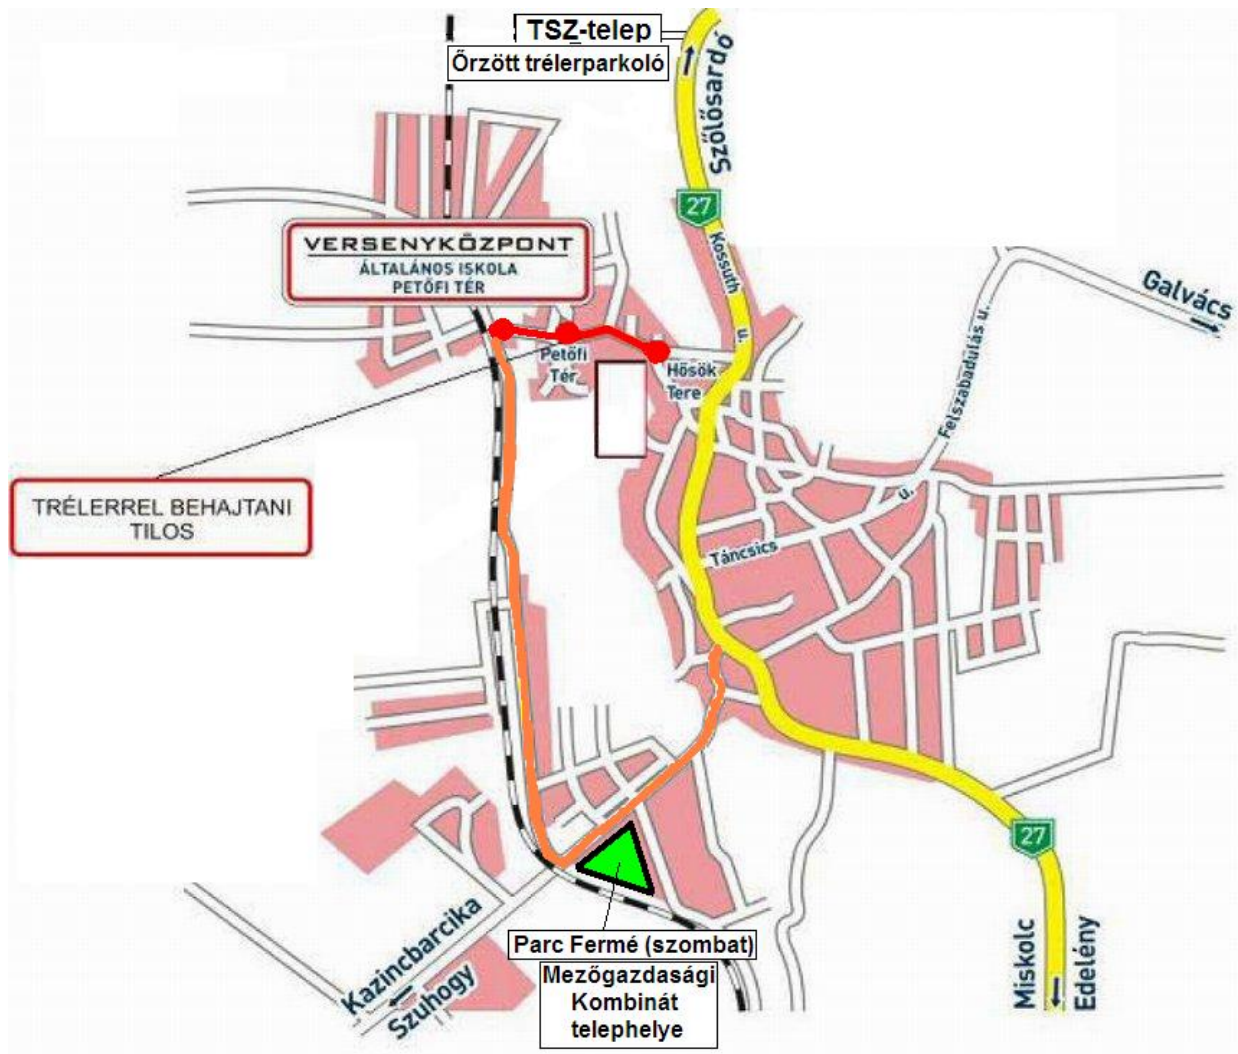 TSZ-telep
Őrzött trélerparkoló
Szőlősardó
27
Kossuth
u.
VERSENYKÖZPONT
ÁLTALÁNOS ISKOLA
PETŐFI TÉR
Galvács
Felszabadulás u.
Petőfi
Tér
Hősök
Tere
TRÉLERREL BEHAJTANI
TILOS
u.
Táncsics
27
Kazincbarcika
Szuhogy
Parc Fermé (szombat)
Mezőgazdasági
Kombinát
telephelye
Miskolc
Edelény